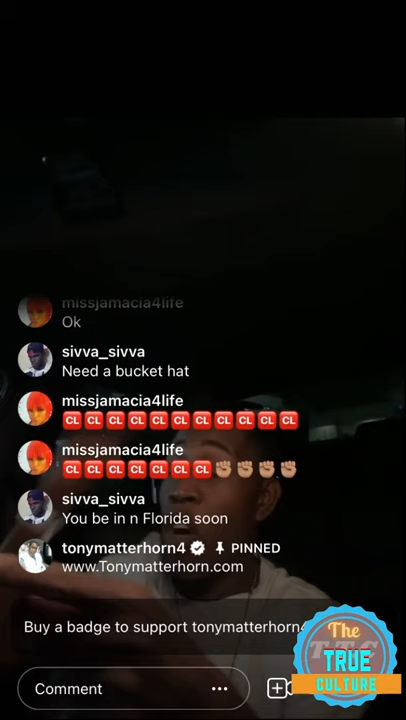 missjamacia4life
Ok
sivva_sivva
Need a bucket hat
missjamacia4life
🆑🆑🆑🆑🆑🆑🆑🆑🆑🆑🆑
missjamacia4life
🆑🆑🆑🆑🆑🆑🆑✊🏽✊🏽✊🏽✊🏽
sivva_sivva
You be in n Florida soon
tonymatterhorn4 PINNED
www.Tonymatterhorn.com
Buy a badge to support tonymatterhorn4
Comment
The
T.T.C
TRUE
CULTURE